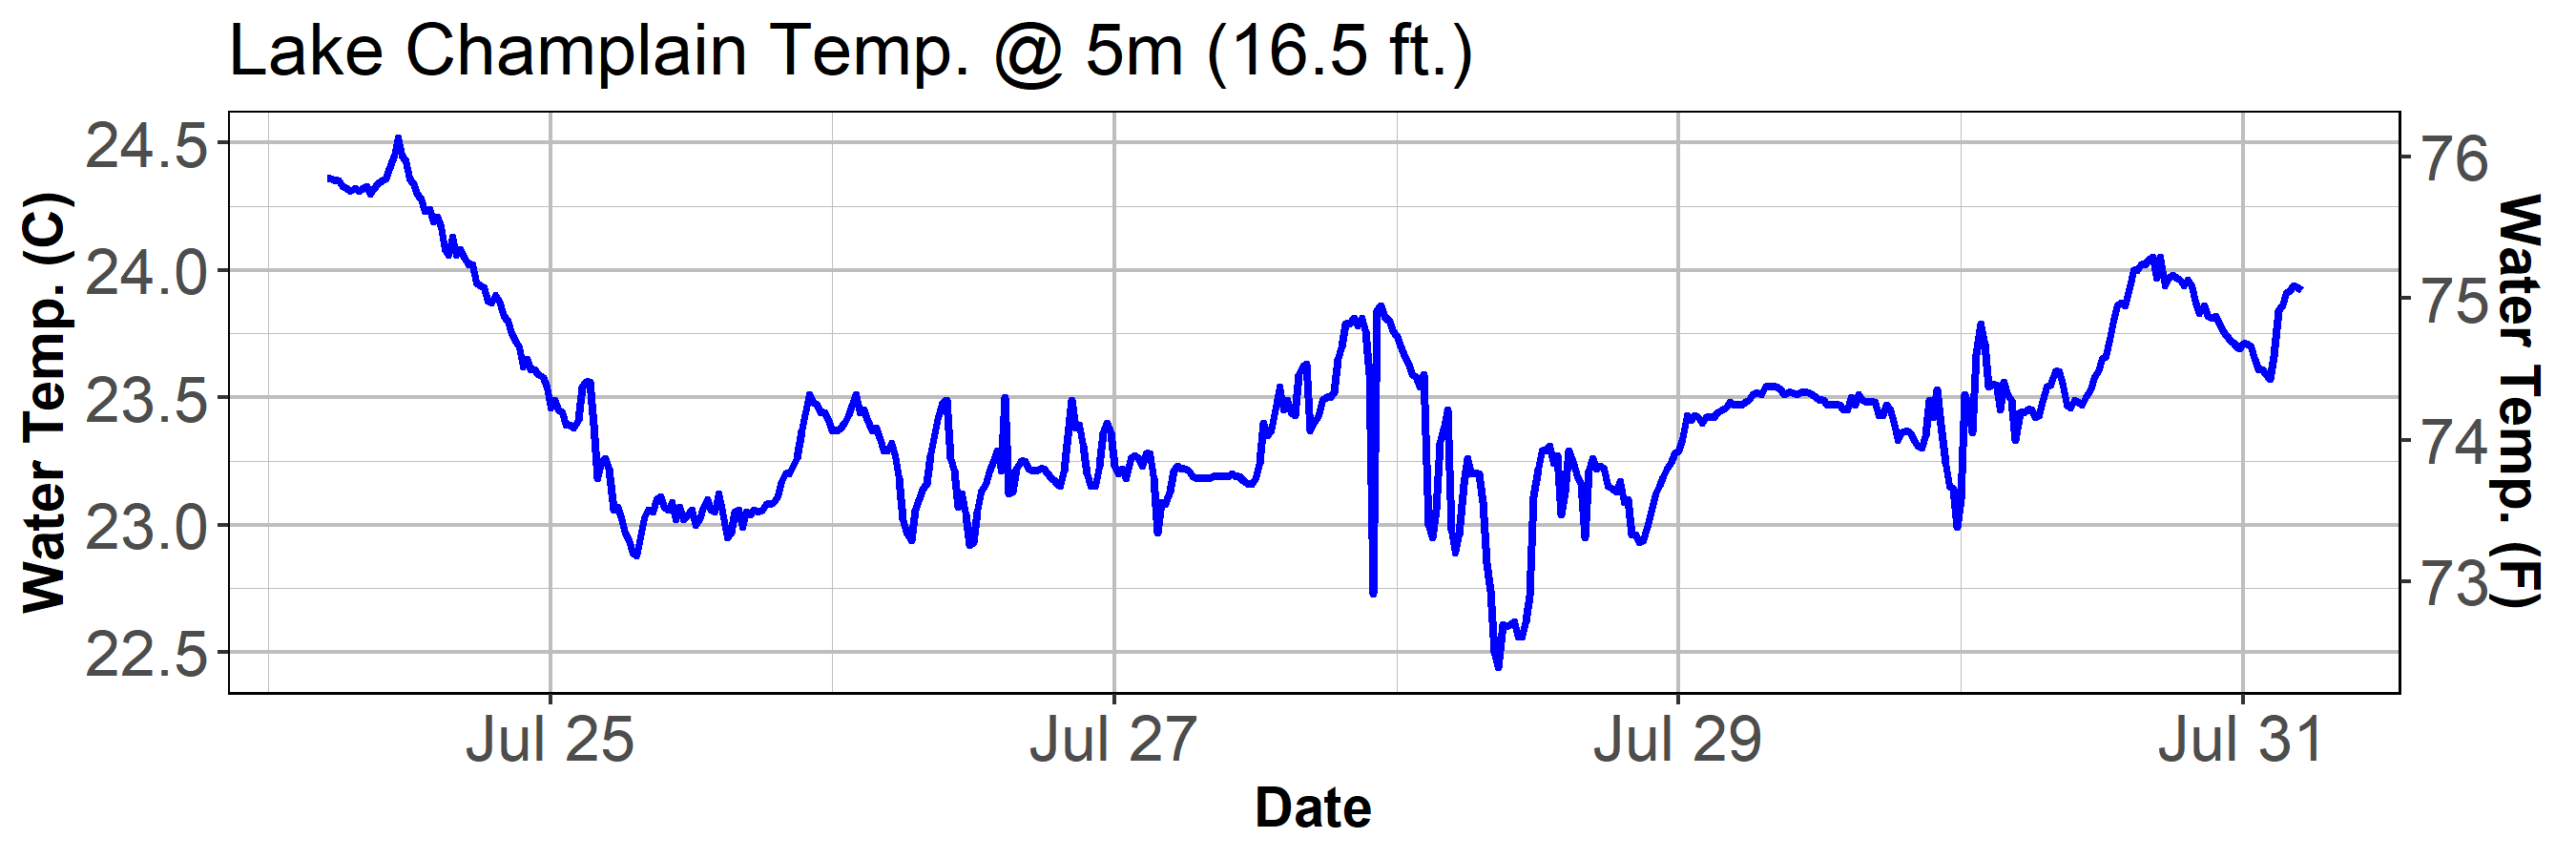 Lake Champlain Temp. @ 5m (16.5 ft.)
Water Temp. (C)
24.5
24.0
23.5
23.0
22.5
76
75
74
73
Water Temp. (F)
Jul 25
Jul 27
Jul 29
Jul 31
Date